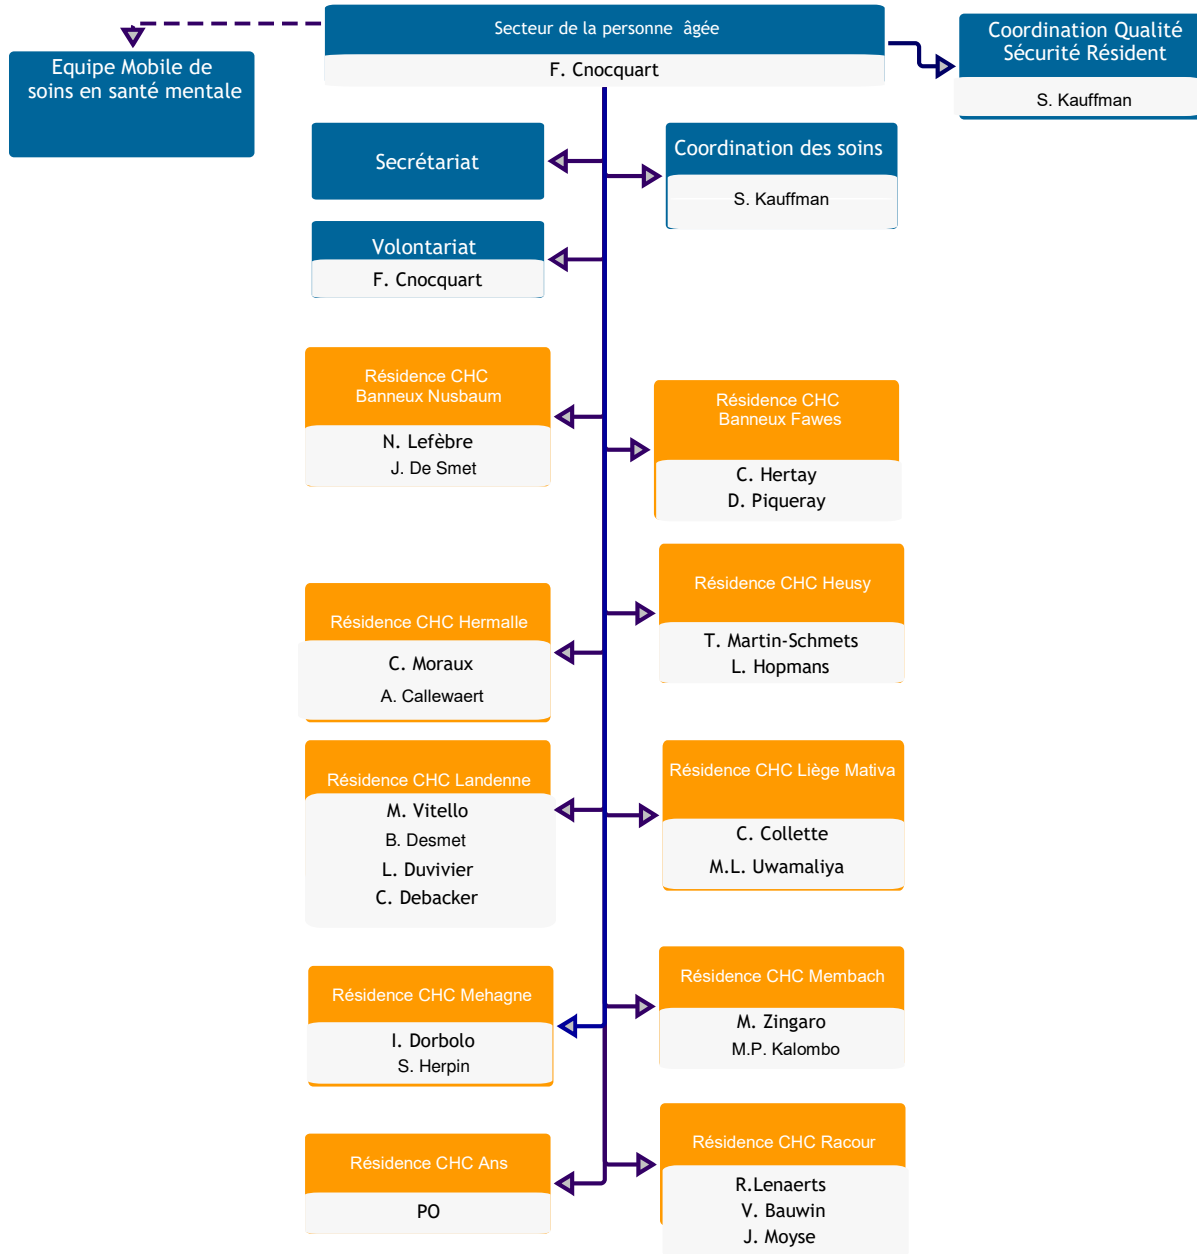 Secteur de la personne âgée
F. Cnocquart
Equipe Mobile de
soins en santé mentale
Coordination Qualité
Sécurité Résident
S. Kauffman
Secrétariat
Coordination des soins
S. Kauffman
Volontariat
F. Cnocquart
Résidence CHC
Banneux Nusbaum
N. Lefèbre
J. De Smet
Résidence CHC
Banneux Fawes
C. Hertay
D. Piqueray
Résidence CHC Heusy
T. Martin-Schmets
L. Hopmans
Résidence CHC Hermalle
C. Moraux
A. Callewaert
Résidence CHC Landenne
M. Vitello
B. Desmet
L. Duvivier
C. Debacker
Résidence CHC Liège Mativa
C. Collette
M.L. Uwamaliya
Résidence CHC Mehagne
I. Dorbolo
S. Herpin
Résidence CHC Membach
M. Zingaro
M.P. Kalombo
Résidence CHC Ans
PO
Résidence CHC Racour
R.Lenaerts
V. Bauwin
J. Moyse